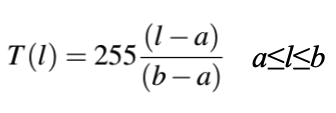 T(l) = 255 (l − a) / (b − a)   a≤l≤b